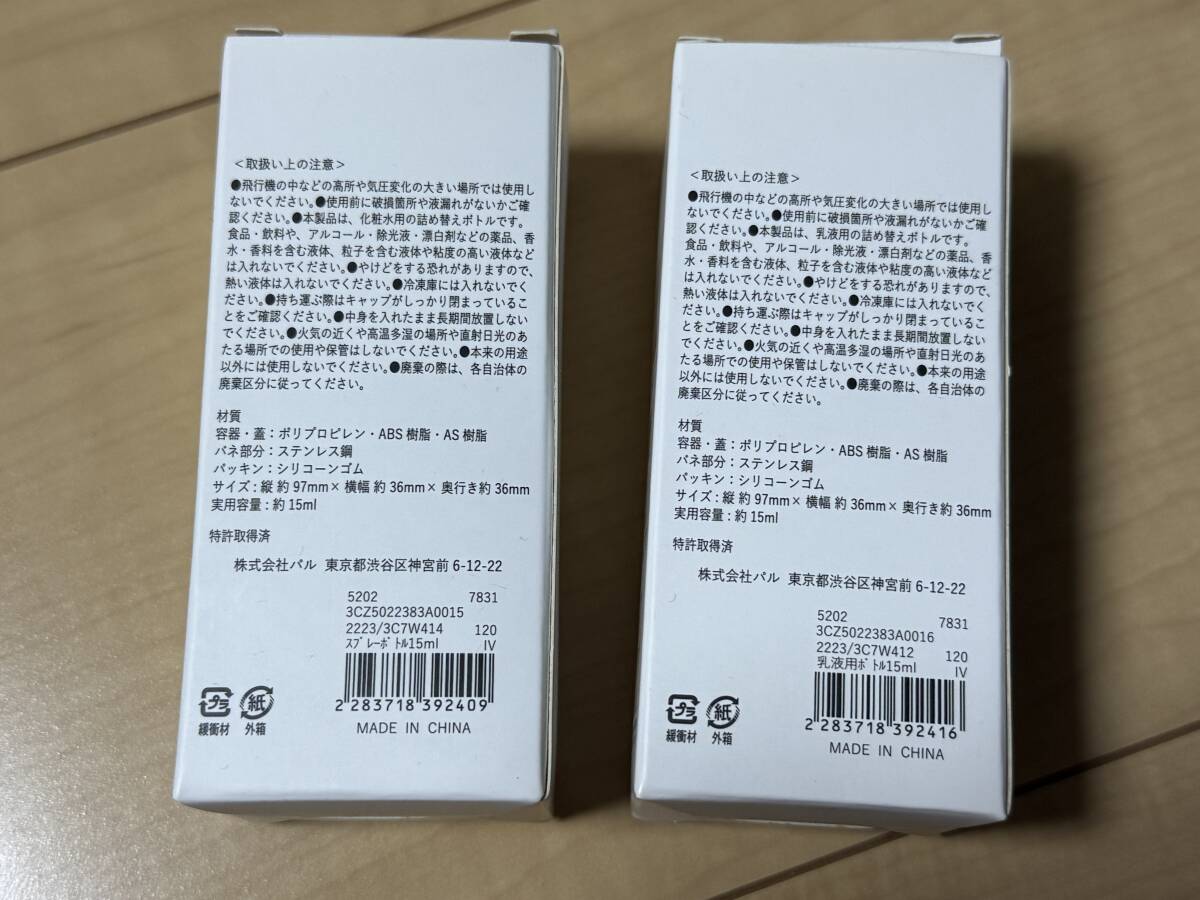 ＜取扱い上の注意＞
●飛行機の中などの高所や気圧変化の大きい場所では使用し
ないでください。●使用前に破損箇所や液漏れがないかご確
認ください。●本製品は、化粧水用の詰め替えボトルです。
食品・飲料や、アルコール・除光液・漂白剤などの薬品、香
水・香料を含む液体、粒子を含む液体や粘度の高い液体など
は入れないでください。●やけどをする恐れがありますので、
熱い液体は入れないでください。●冷凍庫には入れないでく
ださい。●持ち運ぶ際はキャップがしっかり閉まっているこ
とをご確認ください。●中身を入れたまま長期間放置しない
でください。●火気の近くや高温多湿の場所や直射日光のあ
たる場所での使用や保管はしないでください。●本来の用途
以外には使用しないでください。●廃棄の際は、各自治体の
廃棄区分に従ってください。
材質
容器・蓋：ポリプロピレン・ABS 樹脂・AS 樹脂
バネ部分：ステンレス鋼
パッキン：シリコーンゴム
サイズ：縦 約 97mm× 横幅 約 36mm× 奥行き約 36mm
実用容量：約 15ml
特許取得済
株式会社パル 東京都渋谷区神宮前 6-12-22
5202 7831
3CZ5022383A0015
2223/3C7W414 120
ｽﾌﾟﾚｰﾎﾞﾄﾙ15ml IV
2 283718 392409
プラ 紙
緩衝材 外箱
MADE IN CHINA
＜取扱い上の注意＞
●飛行機の中などの高所や気圧変化の大きい場所では使用し
ないでください。●使用前に破損箇所や液漏れがないかご確
認ください。●本製品は、乳液用の詰め替えボトルです。
食品・飲料や、アルコール・除光液・漂白剤などの薬品、香
水・香料を含む液体、粒子を含む液体や粘度の高い液体など
は入れないでください。●やけどをする恐れがありますので、
熱い液体は入れないでください。●冷凍庫には入れないでく
ださい。●持ち運ぶ際はキャップがしっかり閉まっているこ
とをご確認ください。●中身を入れたまま長期間放置しない
でください。●火気の近くや高温多湿の場所や直射日光のあ
たる場所での使用や保管はしないでください。●本来の用途
以外には使用しないでください。●廃棄の際は、各自治体の
廃棄区分に従ってください。
材質
容器・蓋：ポリプロピレン・ABS 樹脂・AS 樹脂
バネ部分：ステンレス鋼
パッキン：シリコーンゴム
サイズ：縦 約 97mm× 横幅 約 36mm× 奥行き約 36mm
実用容量：約 15ml
特許取得済
株式会社パル 東京都渋谷区神宮前 6-12-22
5202 7831
3CZ5022383A0016
2223/3C7W412 120
乳液用ﾎﾞﾄﾙ15ml IV
2 283718 392416
プラ 紙
緩衝材 外箱
MADE IN CHINA